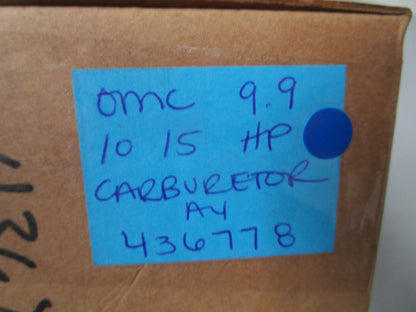 OMC 9.9
10 15 HP
CARBURETOR
AY
436778